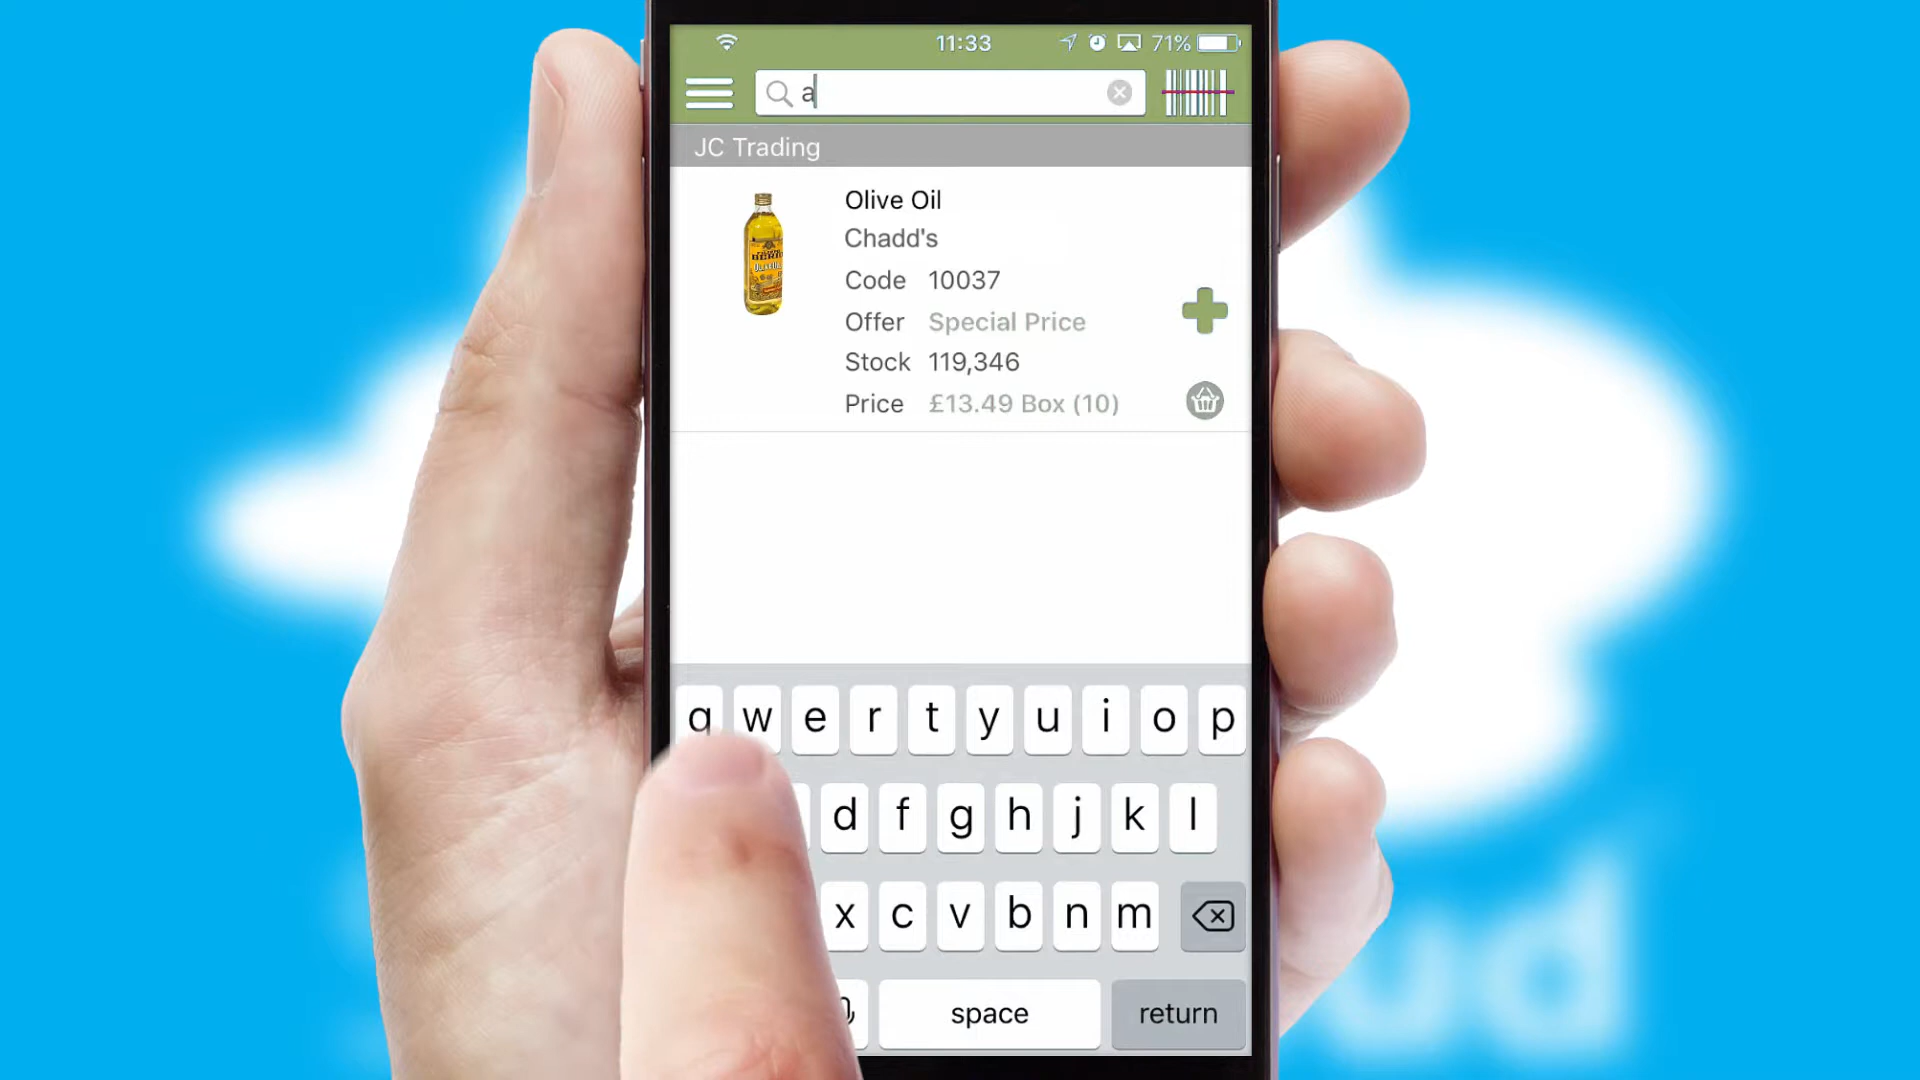 11:33
71%
a
JC Trading
Olive Oil
Chadd's
Code 10037
Offer Special Price
Stock 119,346
Price £13.49 Box (10)
q w e r t y u i o p
d f g h j k l
x c v b n m
space return
ud